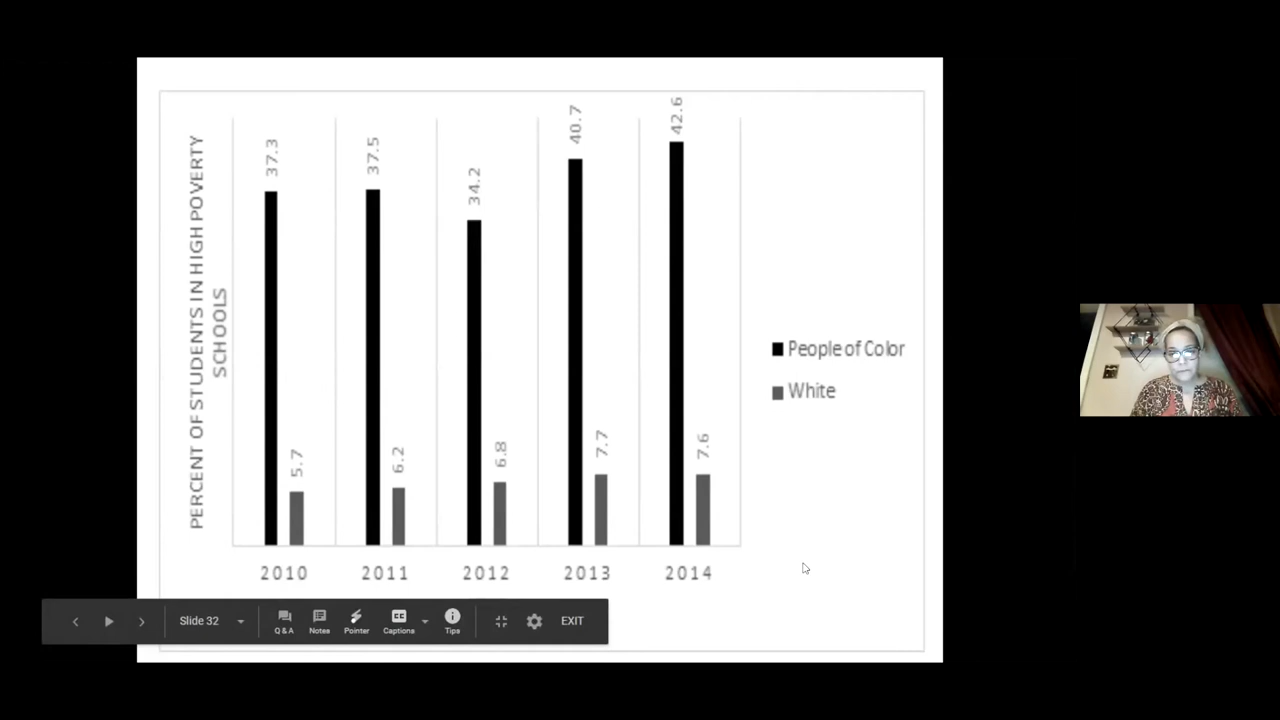 PERCENT OF STUDENTS IN HIGH POVERTY
SCHOOLS
37.3
5.7
37.5
6.2
34.2
6.8
40.7
7.7
42.6
7.6
2010 2011 2012 2013 2014
People of Color
White
Slide 32
Q & A Notes Pointer CC Captions Tips EXIT